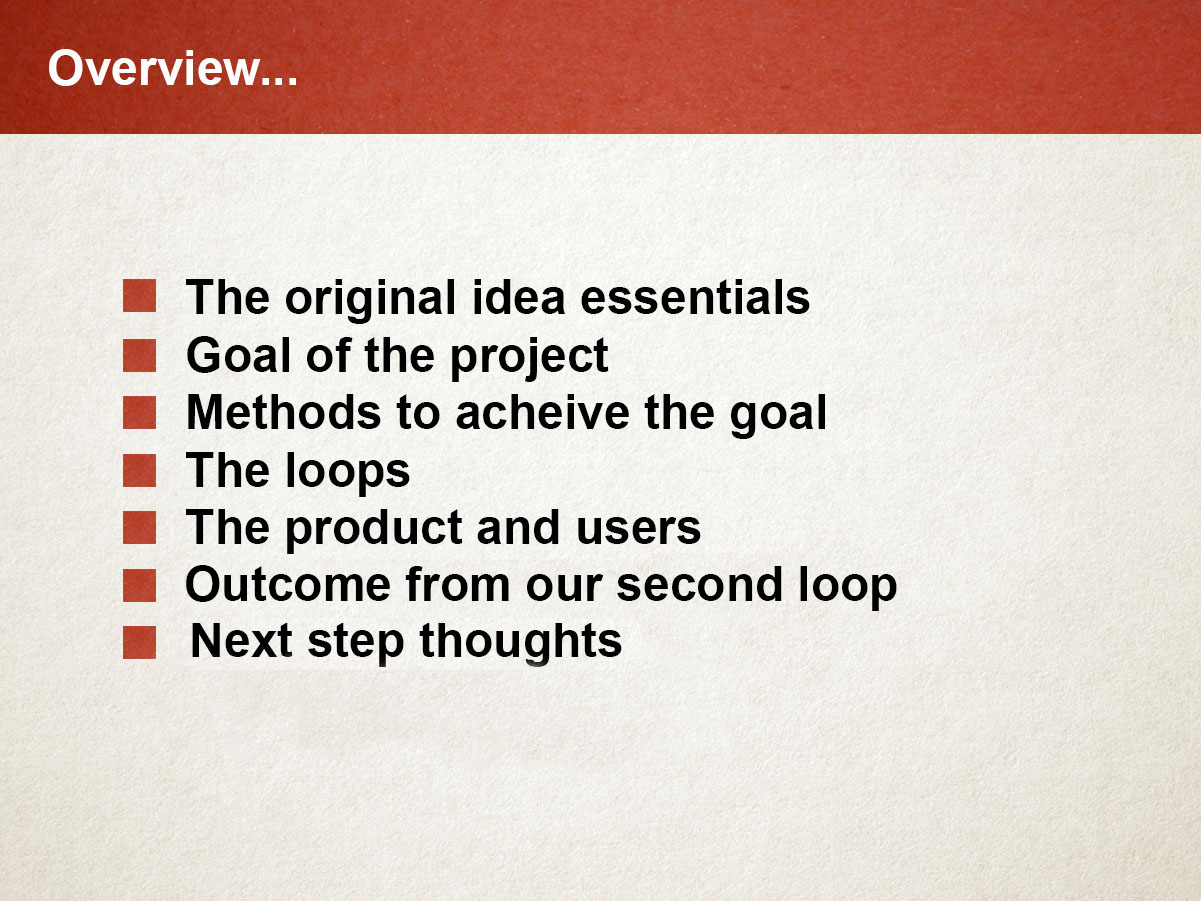 Overview...
The original idea essentials
Goal of the project
Methods to acheive the goal
The loops
The product and users
Outcome from our second loop
Next step thoughts